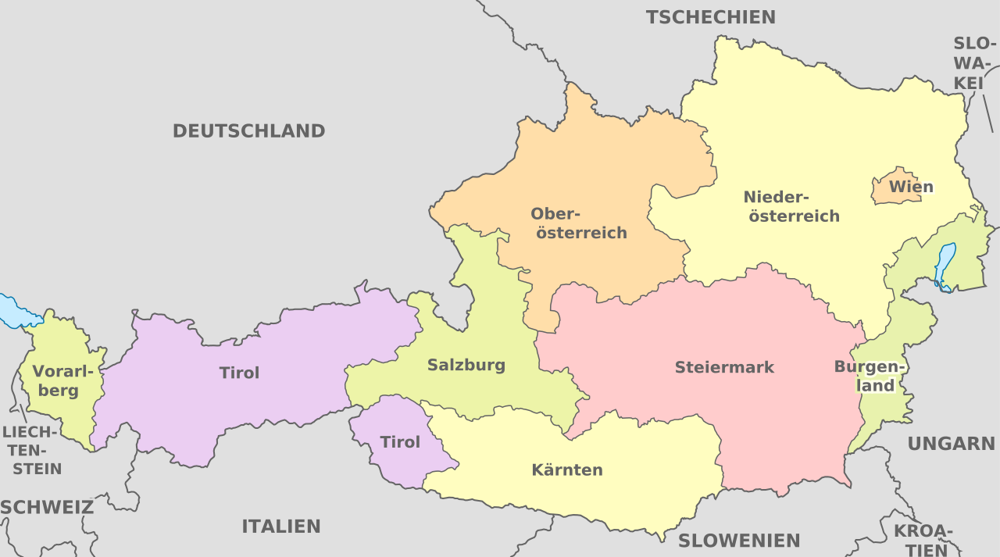 TSCHECHIEN
SLO-
WA-
KEI
DEUTSCHLAND
Wien
Nieder-
österreich
Ober-
österreich
Vorarl-
berg
Tirol
Salzburg
Steiermark
Burgen-
land
LIECH-
TEN-
STEIN
Tirol
UNGARN
Kärnten
SCHWEIZ
ITALIEN
SLOWENIEN
KROA-
TIEN